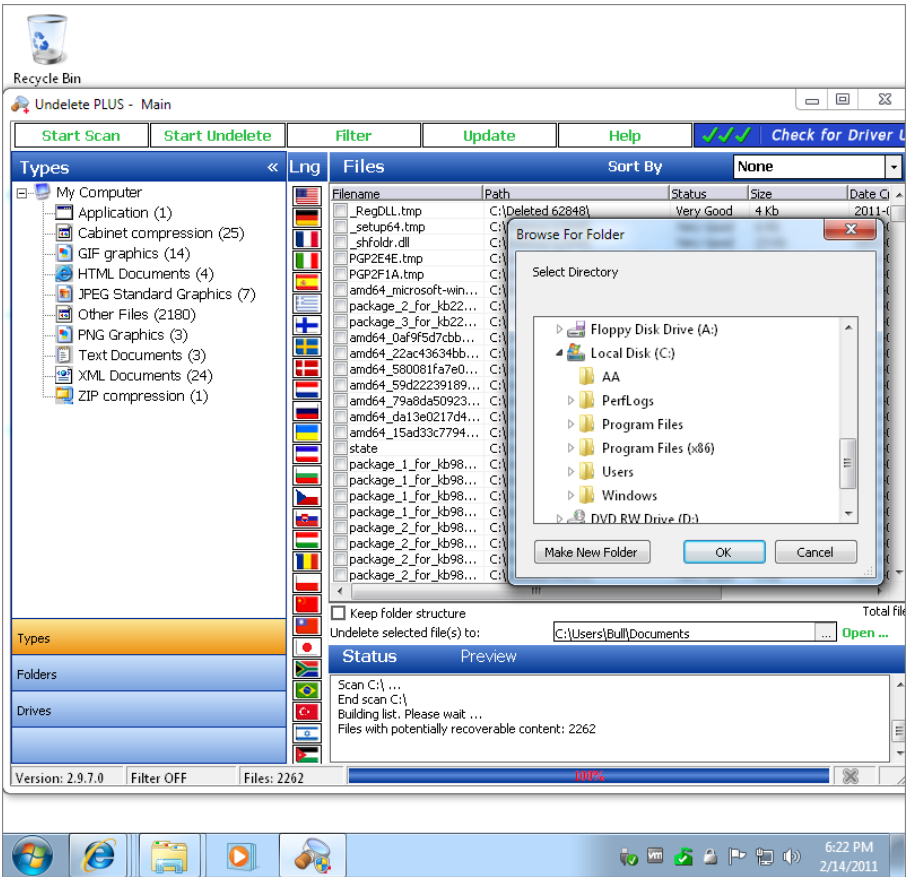 Recycle Bin
Undelete PLUS - Main
Start Scan Start Undelete Filter Update Help Check for Driver U
Types « Lng Files Sort By None
My Computer
Application (1)
Cabinet compression (25)
GIF graphics (14)
HTML Documents (4)
JPEG Standard Graphics (7)
Other Files (2180)
PNG Graphics (3)
Text Documents (3)
XML Documents (24)
ZIP compression (1)
Filename Path Status Size Date Cr
_RegDLL.tmp C:\Deleted 62848\ Very Good 4 Kb 2011-0
_setup64.tmp C:\
_shfoldr.dll C:\
PGP2E4E.tmp C:\
PGP2F1A.tmp C:\
amd64_microsoft-win... C:\
package_2_for_kb22... C:\
package_3_for_kb22... C:\
amd64_0af9f5d7cbb... C:\
amd64_22ac43634bb... C:\
amd64_580081fa7e0... C:\
amd64_59d22239189... C:\
amd64_79a8da50923... C:\
amd64_da13e0217d4... C:\
amd64_15ad33c7794... C:\
state C:\
package_1_for_kb98... C:\
package_1_for_kb98... C:\
package_1_for_kb98... C:\
package_1_for_kb98... C:\
package_2_for_kb98... C:\
package_2_for_kb98... C:\
package_2_for_kb98... C:\
package_2_for_kb98... C:\
Browse For Folder
Select Directory
Floppy Disk Drive (A:)
Local Disk (C:)
AA
PerfLogs
Program Files
Program Files (x86)
Users
Windows
DVD RW Drive (D:)
Make New Folder OK Cancel
Keep folder structure Total file
Undelete selected file(s) to: C:\Users\Bull\Documents ... Open ...
Types
Folders
Drives
Status Preview
Scan C:\ ...
End scan C:\
Building list. Please wait ...
Files with potentially recoverable content: 2262
Version: 2.9.7.0 Filter OFF Files: 2262 100%
6:22 PM
2/14/2011